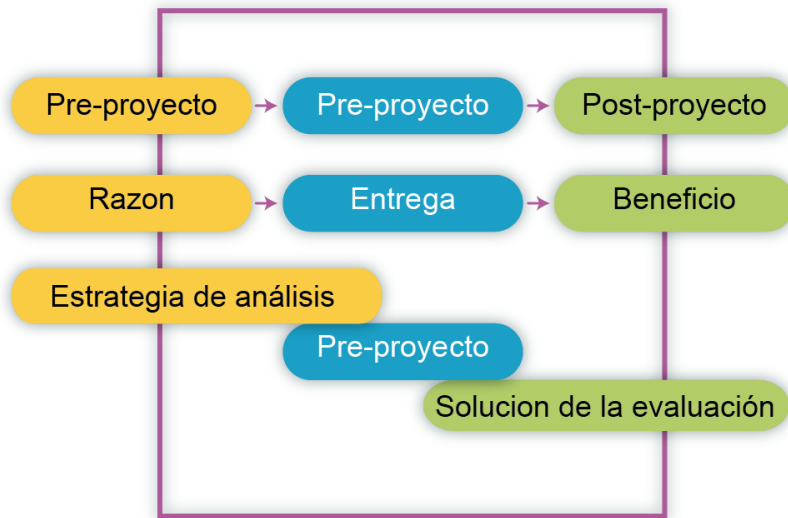 Pre-proyecto
Pre-proyecto
Post-proyecto
Razon
Entrega
Beneficio
Estrategia de análisis
Pre-proyecto
Solucion de la evaluación